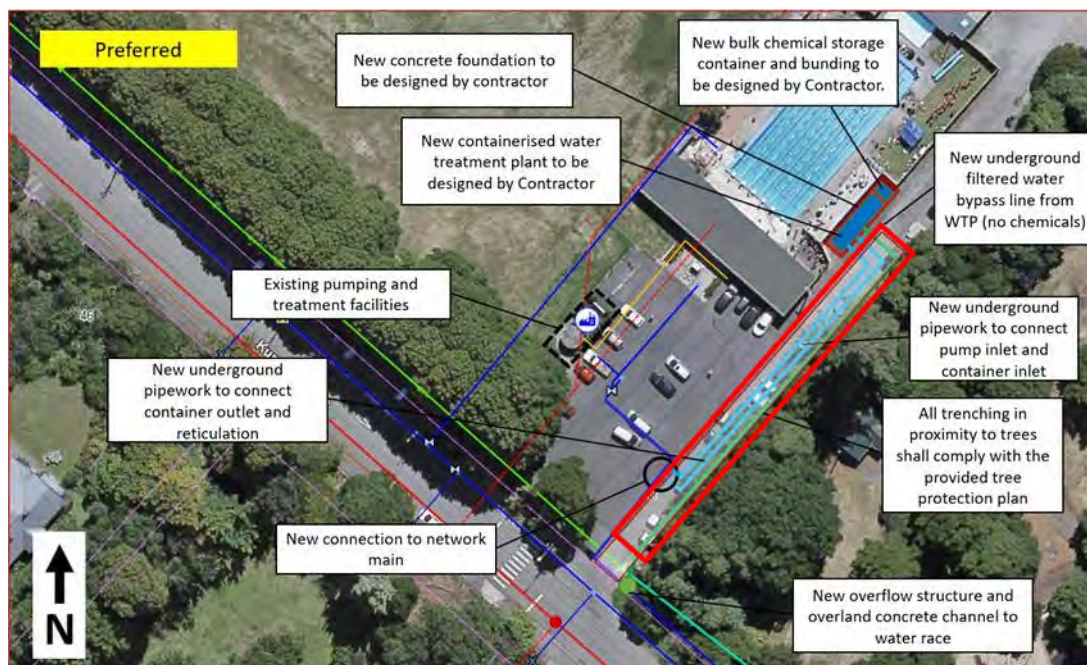 Preferred
New concrete foundation to
be designed by contractor
New bulk chemical storage
container and bunding to
be designed by Contractor.
New containerised water
treatment plant to be
designed by Contractor
New underground
filtered water
bypass line from
WTP (no chemicals)
Existing pumping and
treatment facilities
46
New underground
pipework to connect
pump inlet and
container inlet
New underground
pipework to connect
container outlet and
reticulation
All trenching in
proximity to trees
shall comply with the
provided tree
protection plan
New connection to network
main
New overflow structure and
overland concrete channel to
water race
N